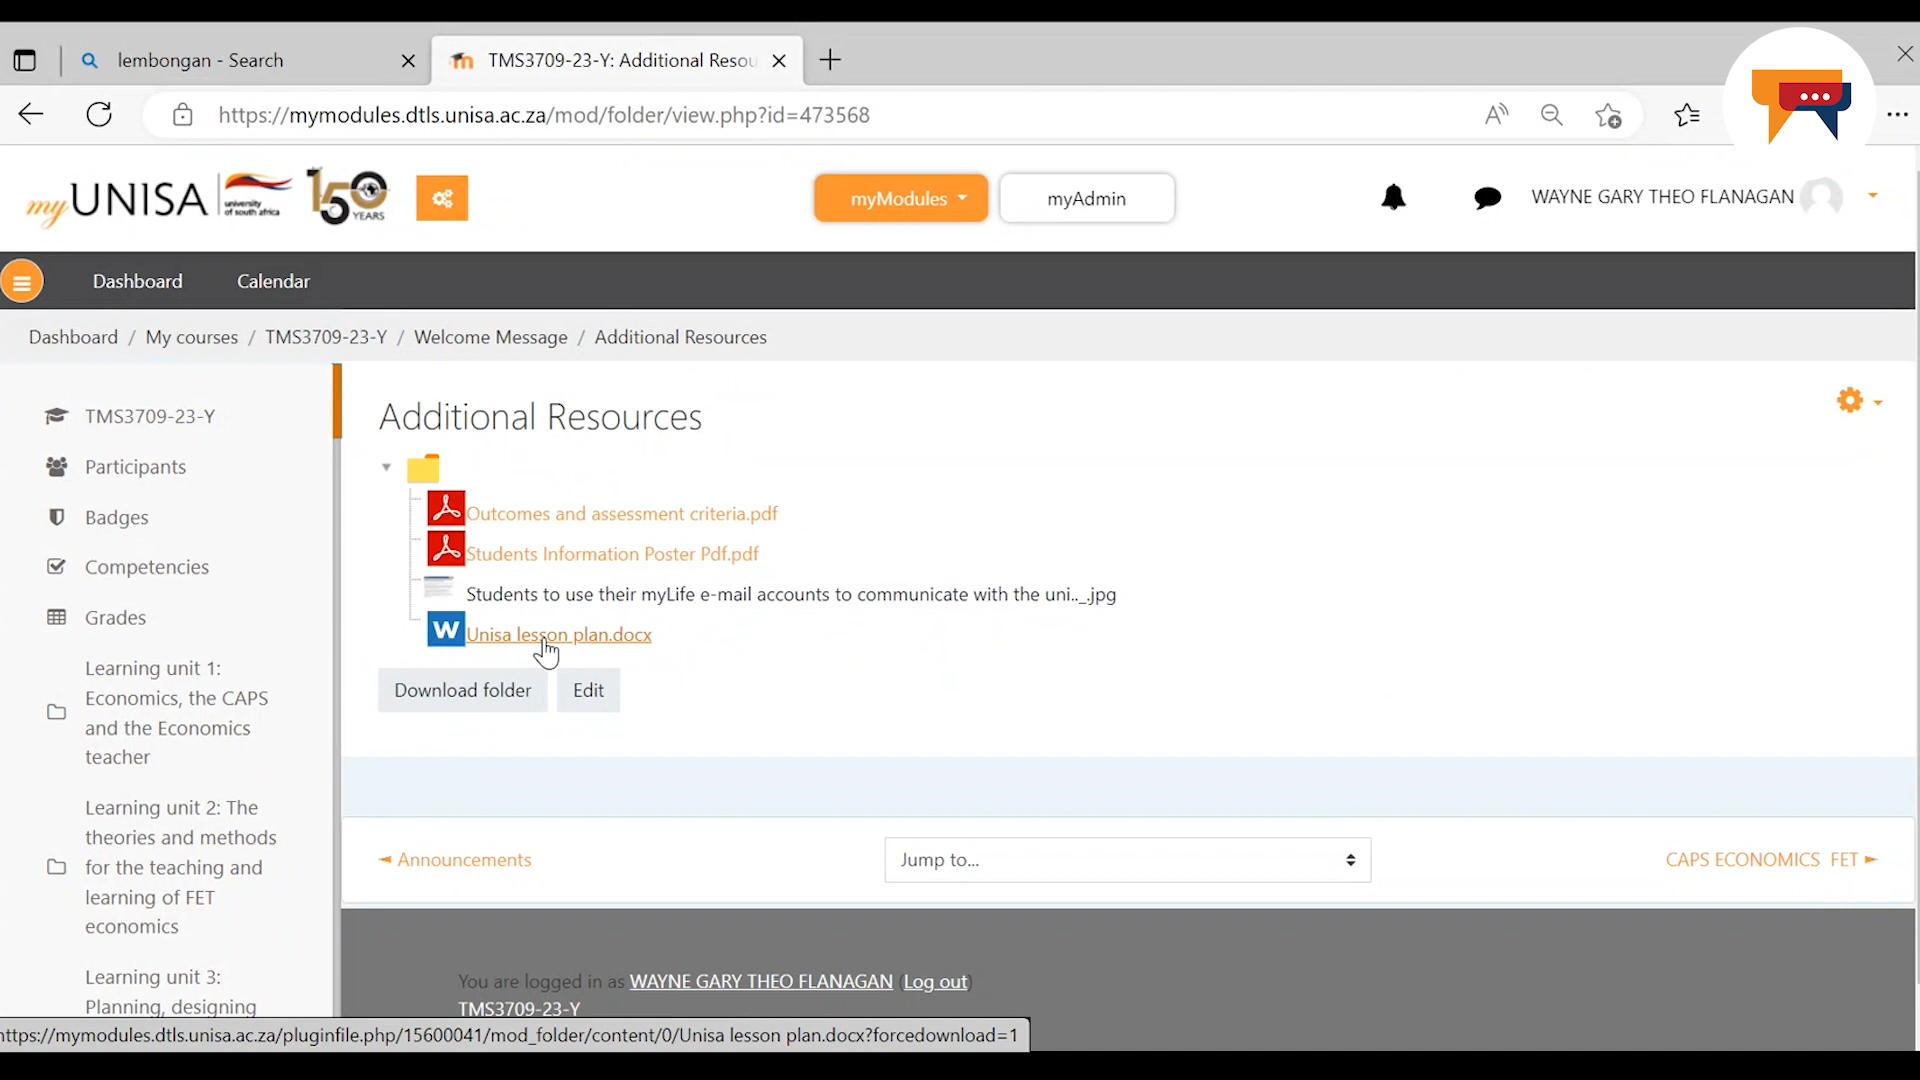 lembongan - Search
TMS3709-23-Y: Additional Resou
https://mymodules.dtls.unisa.ac.za/mod/folder/view.php?id=473568
myUNISA
university
of south africa
150
YEARS
myModules
myAdmin
WAYNE GARY THEO FLANAGAN
Dashboard
Calendar
Dashboard / My courses / TMS3709-23-Y / Welcome Message / Additional Resources
TMS3709-23-Y
Participants
Badges
Competencies
Grades
Learning unit 1:
Economics, the CAPS
and the Economics
teacher
Learning unit 2: The
theories and methods
for the teaching and
learning of FET
economics
Learning unit 3:
Planning, designing
Additional Resources
Outcomes and assessment criteria.pdf
Students Information Poster Pdf.pdf
Students to use their myLife e-mail accounts to communicate with the uni.._.jpg
W
Unisa lesson plan.docx
Download folder
Edit
◄ Announcements
Jump to...
CAPS ECONOMICS FET ►
You are logged in as WAYNE GARY THEO FLANAGAN (Log out)
TMS3709-23-Y
https://mymodules.dtls.unisa.ac.za/pluginfile.php/15600041/mod_folder/content/0/Unisa lesson plan.docx?forcedownload=1